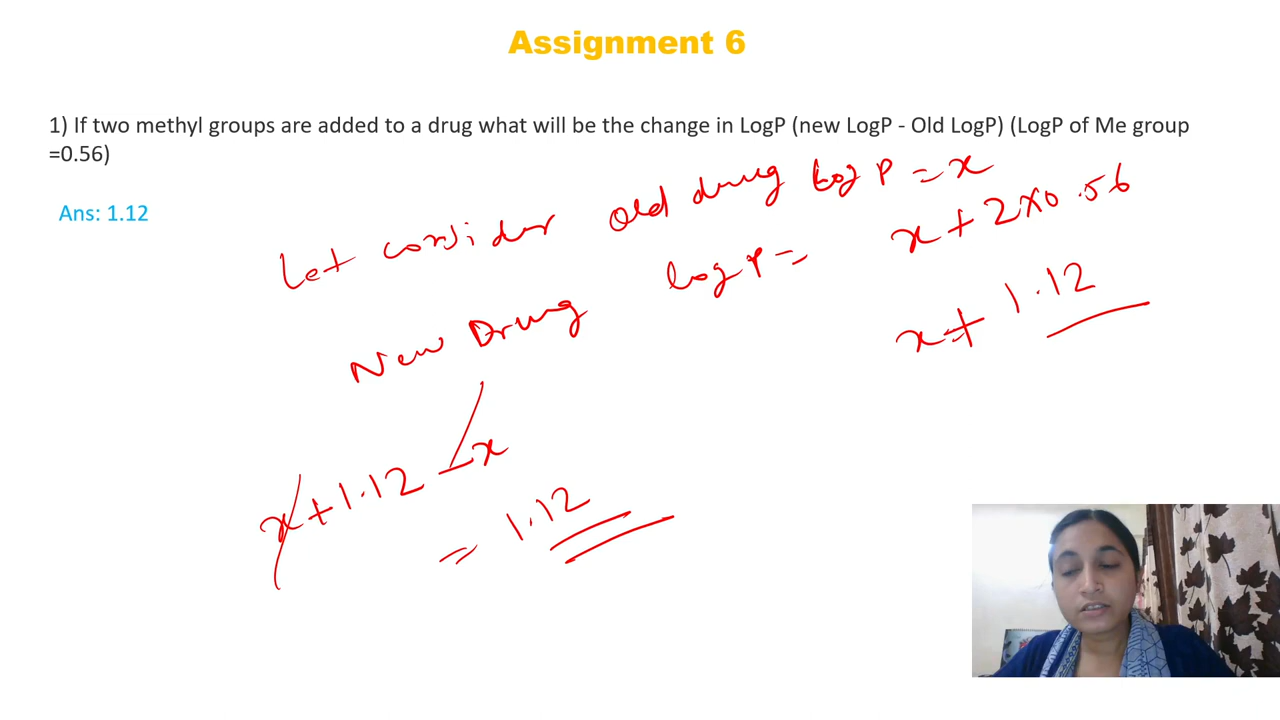 Assignment 6
1) If two methyl groups are added to a drug what will be the change in LogP (new LogP - Old LogP) (LogP of Me group
=0.56)
Ans: 1.12
Let consider Old drug Log P = x
New Drug log P = x + 2x0.56
x + 1.12
x + 1.12 - x
= 1.12